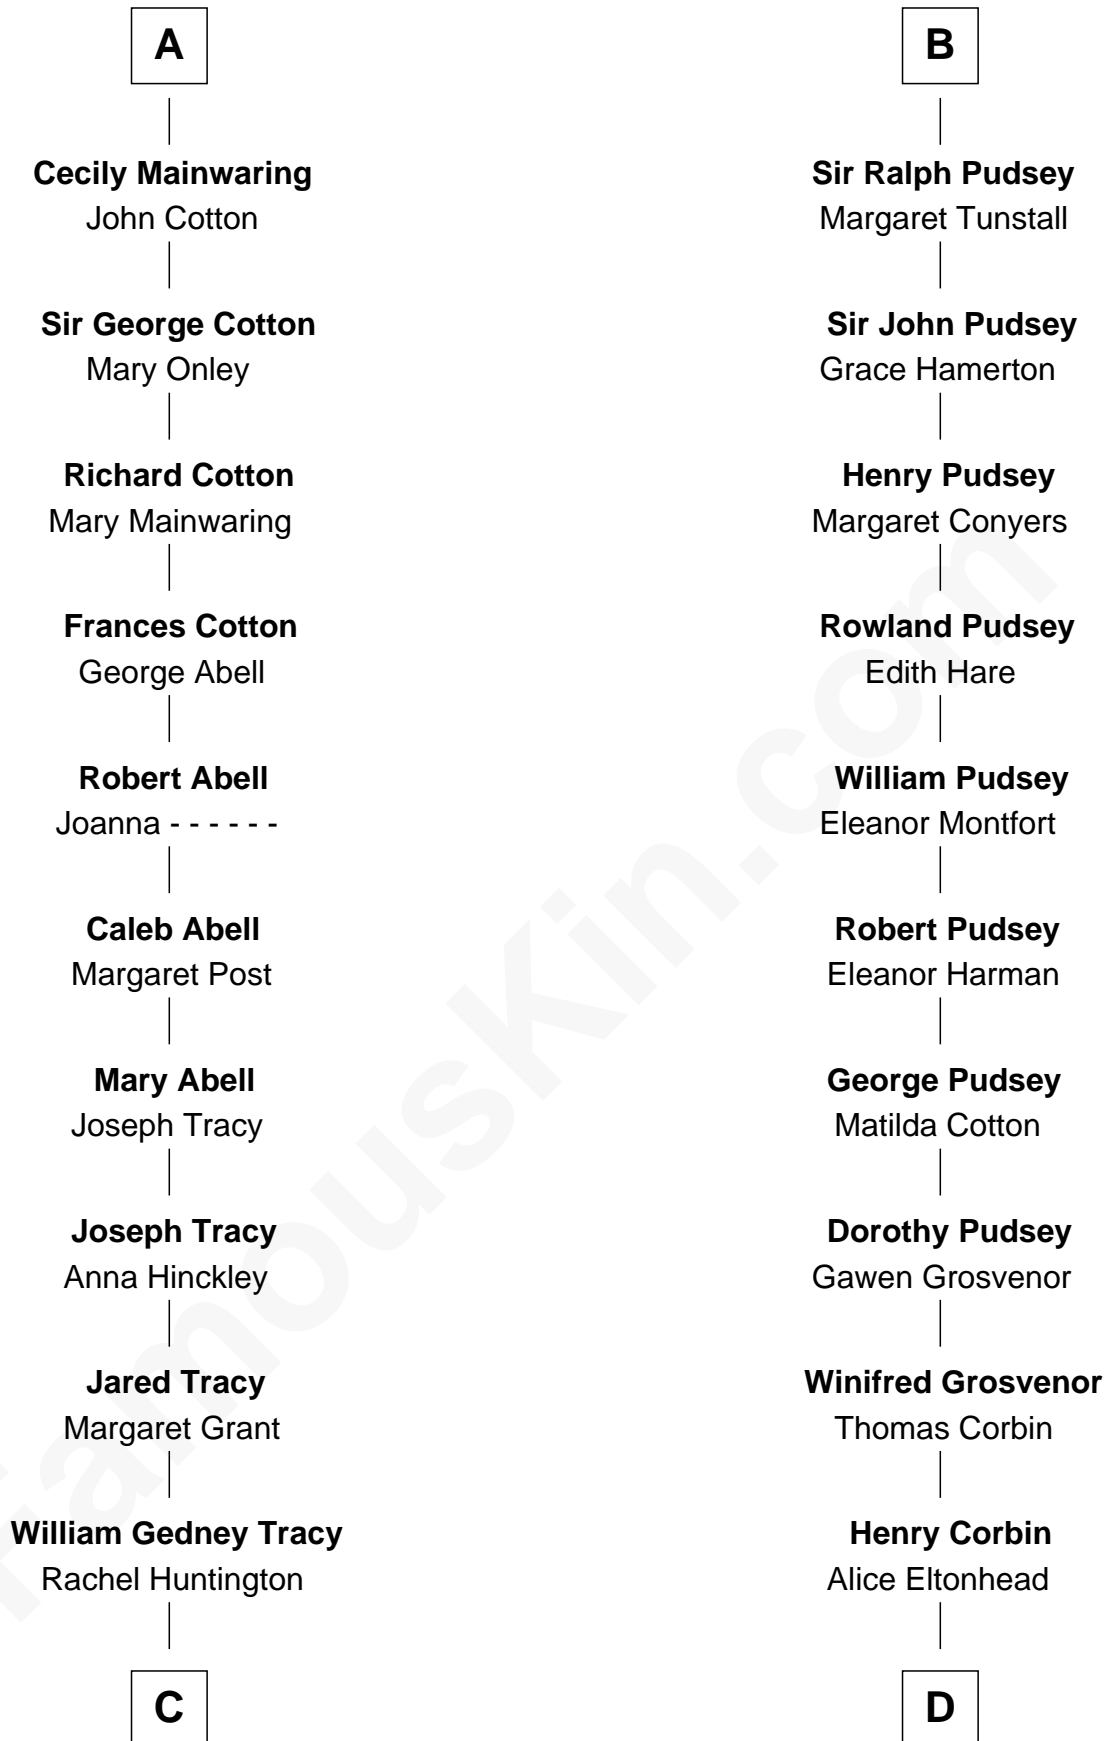 A
Cecily Mainwaring
John Cotton
Sir George Cotton
Mary Onley
Richard Cotton
Mary Mainwaring
Frances Cotton
George Abell
Robert Abell
Joanna - - - - - -
Caleb Abell
Margaret Post
Mary Abell
Joseph Tracy
Joseph Tracy
Anna Hinckley
Jared Tracy
Margaret Grant
William Gedney Tracy
Rachel Huntington
C
B
Sir Ralph Pudsey
Margaret Tunstall
Sir John Pudsey
Grace Hamerton
Henry Pudsey
Margaret Conyers
Rowland Pudsey
Edith Hare
William Pudsey
Eleanor Montfort
Robert Pudsey
Eleanor Harman
George Pudsey
Matilda Cotton
Dorothy Pudsey
Gawen Grosvenor
Winifred Grosvenor
Thomas Corbin
Henry Corbin
Alice Eltonhead
D
FamousKin.com